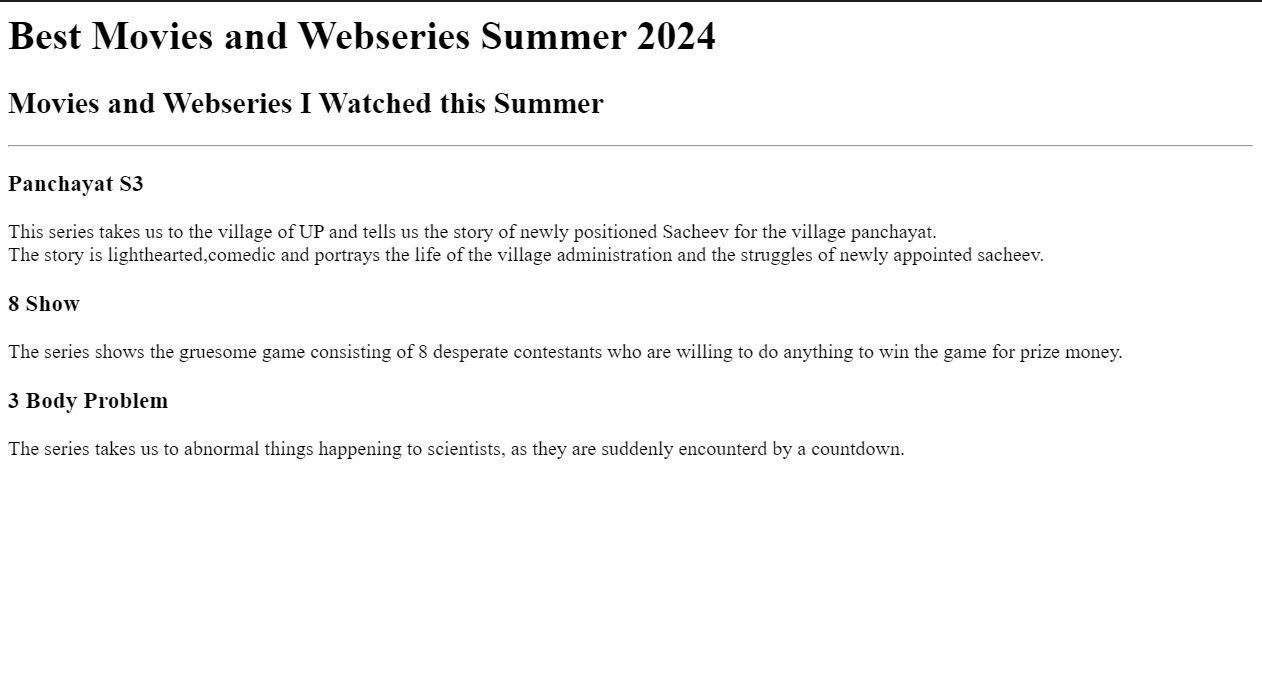 Best Movies and Webseries Summer 2024
Movies and Webseries I Watched this Summer
Panchayat S3
This series takes us to the village of UP and tells us the story of newly positioned Sacheev for the village panchayat.
The story is lighthearted,comedic and portrays the life of the village administration and the struggles of newly appointed sacheev.
8 Show
The series shows the gruesome game consisting of 8 desperate contestants who are willing to do anything to win the game for prize money.
3 Body Problem
The series takes us to abnormal things happening to scientists, as they are suddenly encounterd by a countdown.